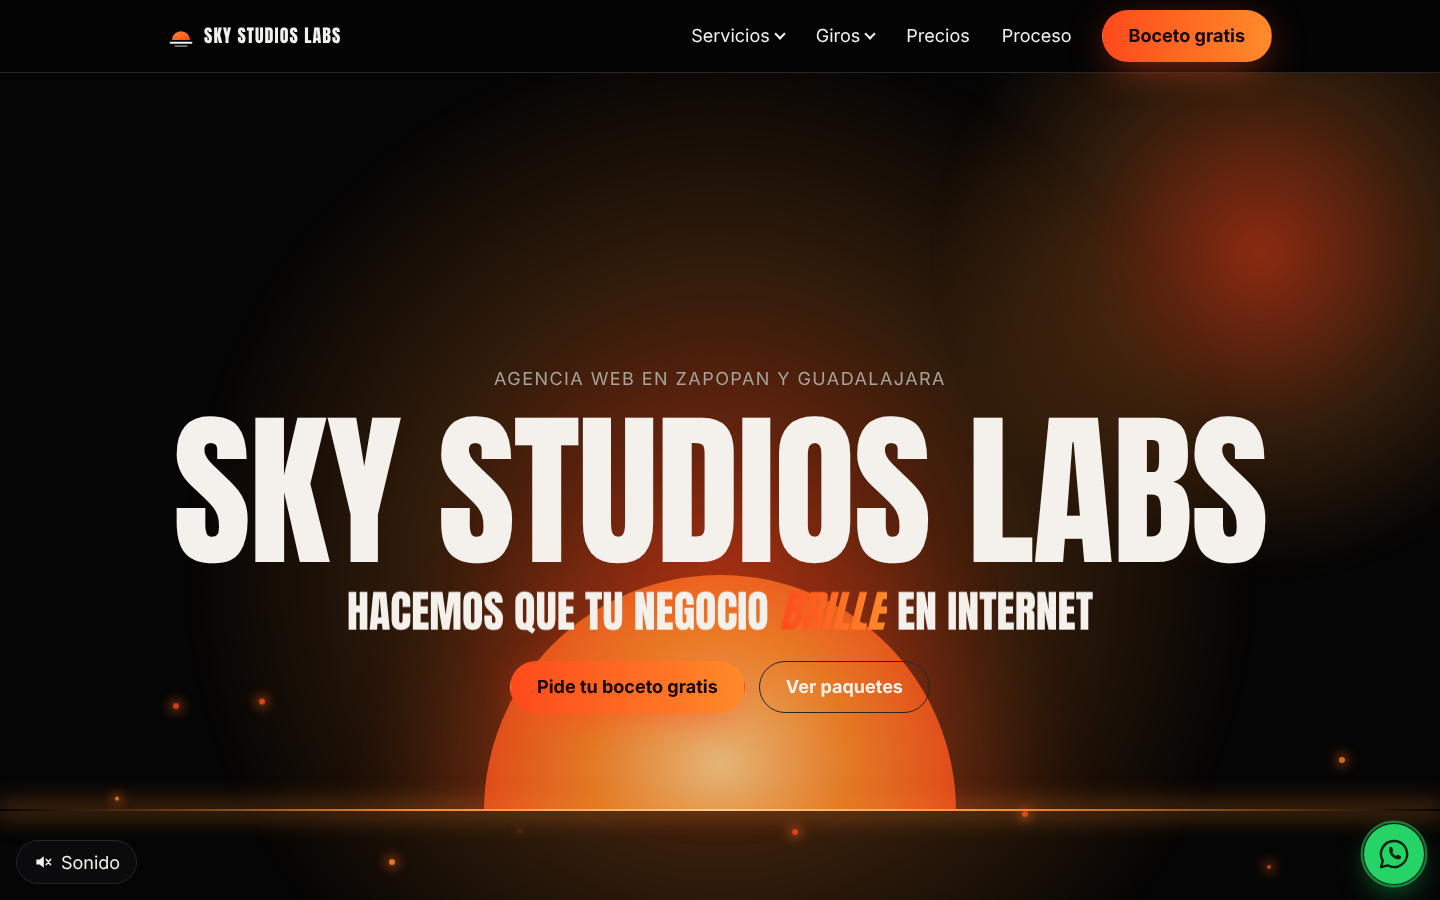 SKY STUDIOS LABS
Servicios
Giros
Precios
Proceso
Boceto gratis
AGENCIA WEB EN ZAPOPAN Y GUADALAJARA
SKY STUDIOS LABS
HACEMOS QUE TU NEGOCIO BRILLE EN INTERNET
Pide tu boceto gratis
Ver paquetes
Sonido